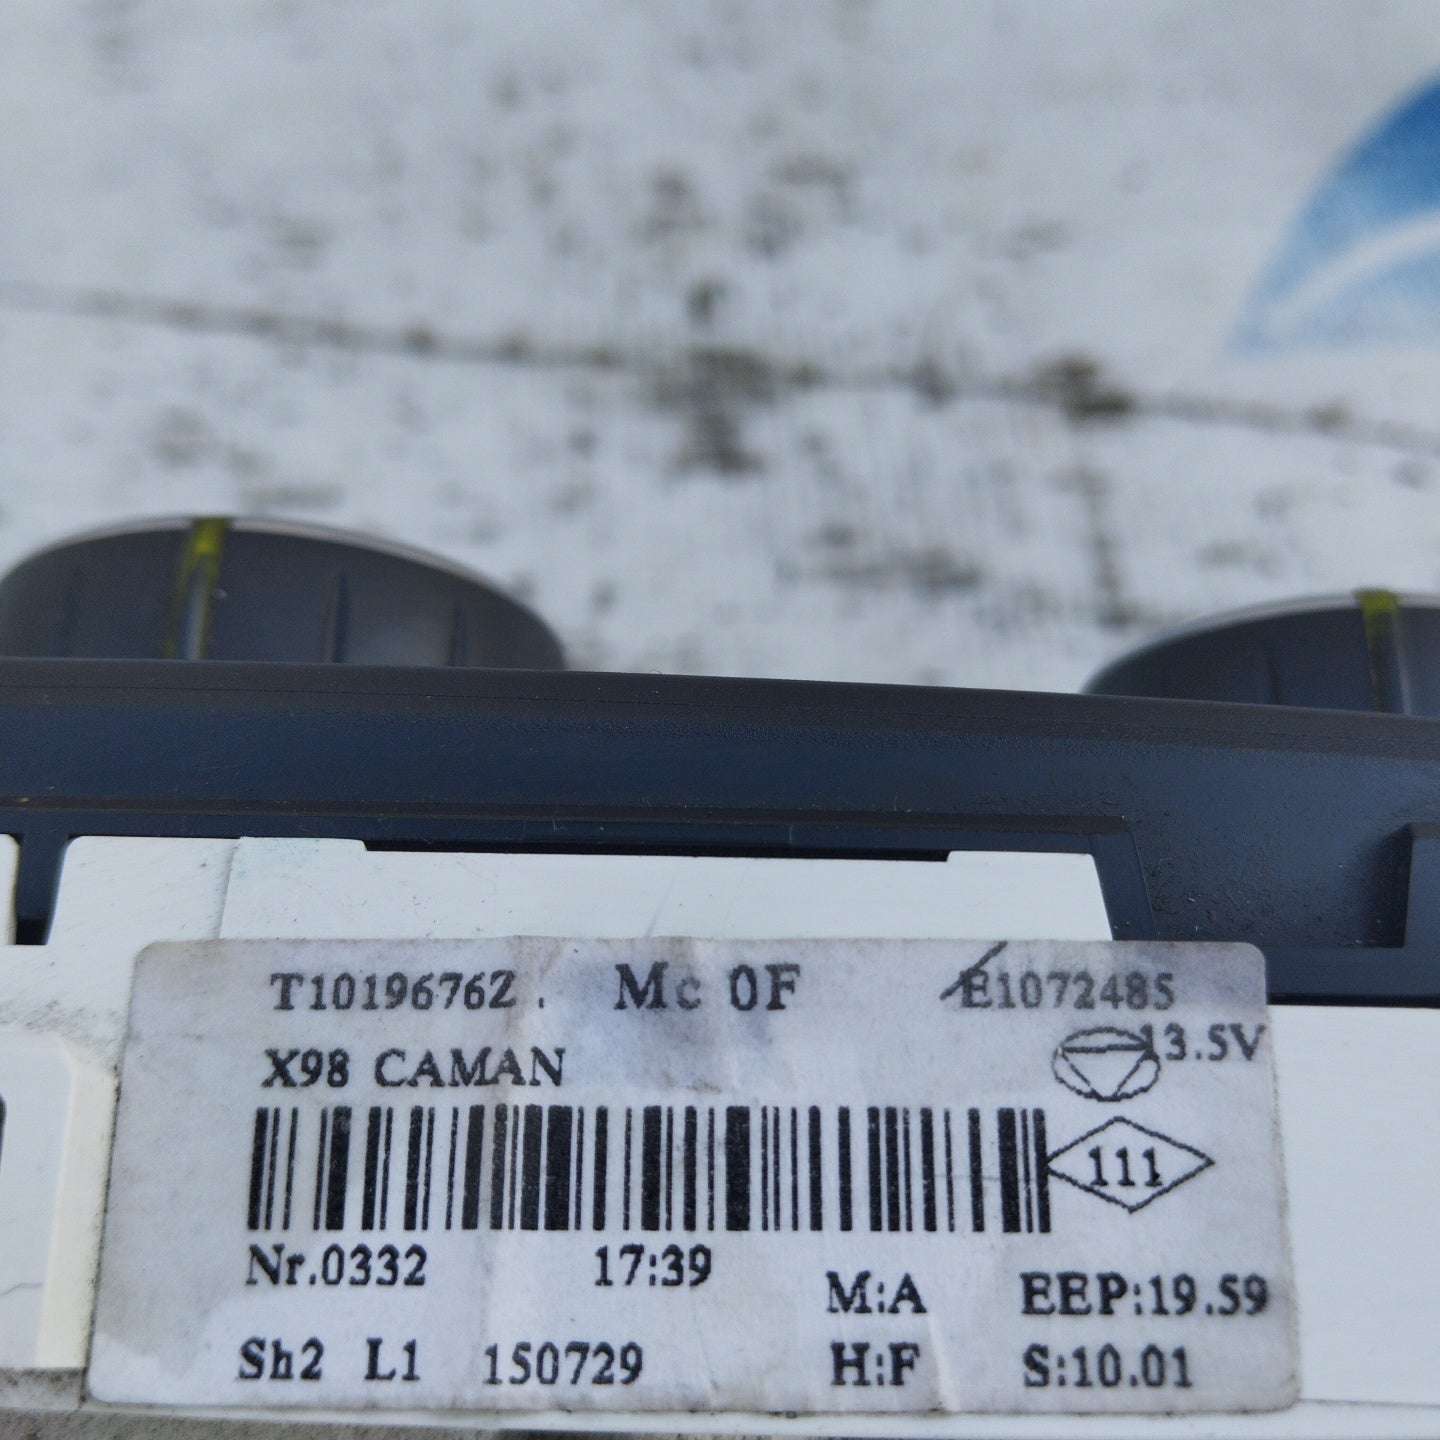 T1019676Z. Mc 0F E1072485
X98 CAMAN 13.5V
111
Nr.0332 17:39
M:A EEP:19.59
Sh2 L1 150729 H:F S:10.01